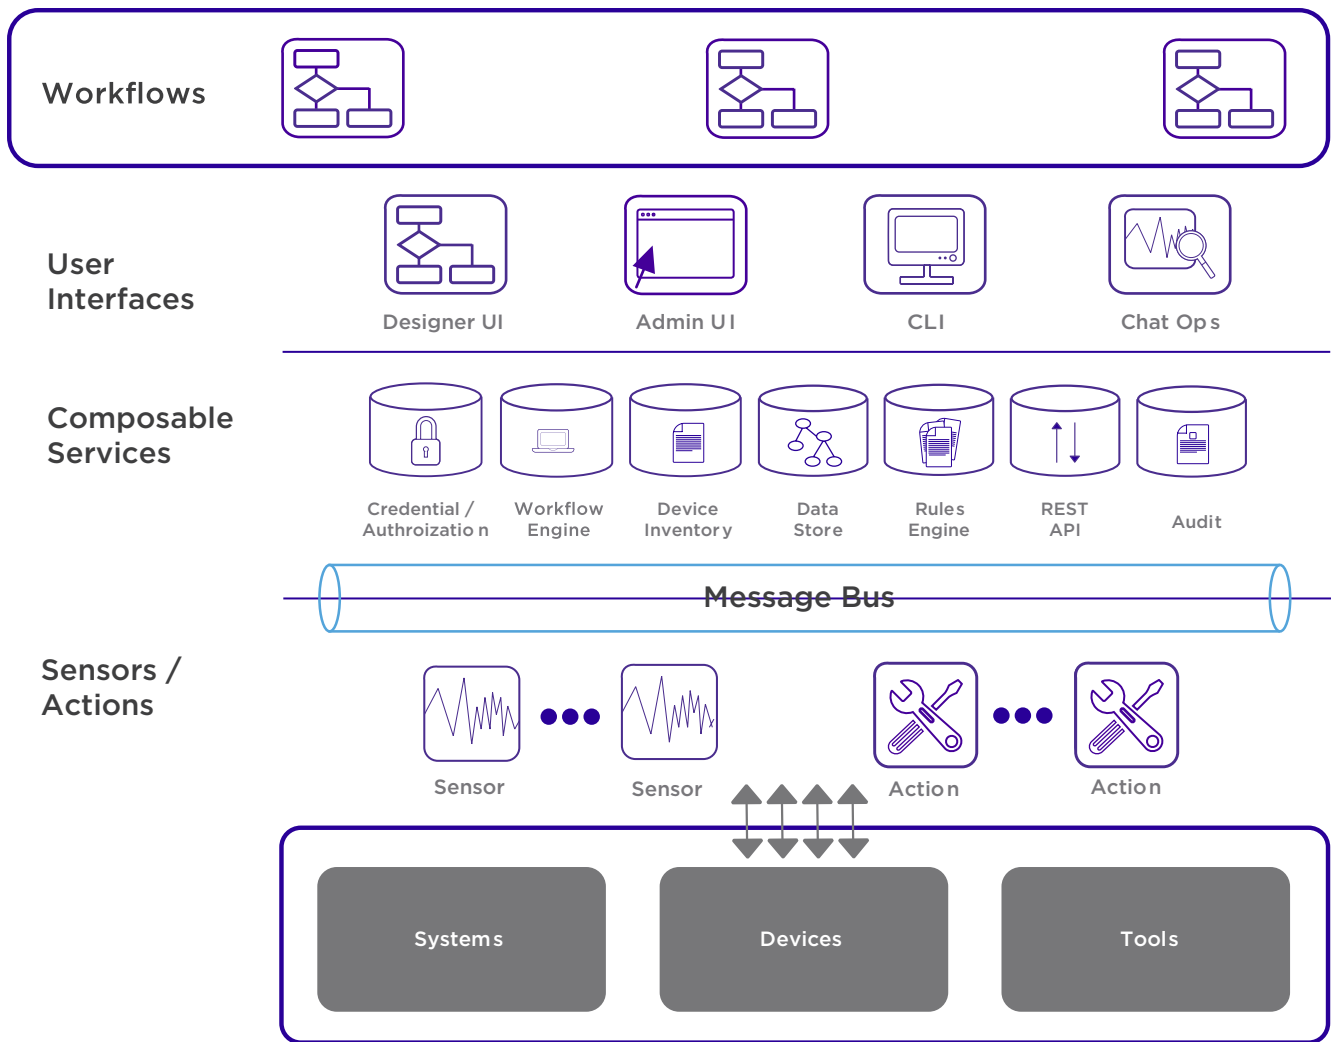 Workflows
User
Interfaces
Designer UI
Admin UI
CLI
Chat Ops
Composable
Services
Credential /
Authroization
Workflow
Engine
Device
Inventory
Data
Store
Rules
Engine
REST
API
Audit
Message Bus
Sensors /
Actions
Sensor
Sensor
Action
Action
Systems
Devices
Tools